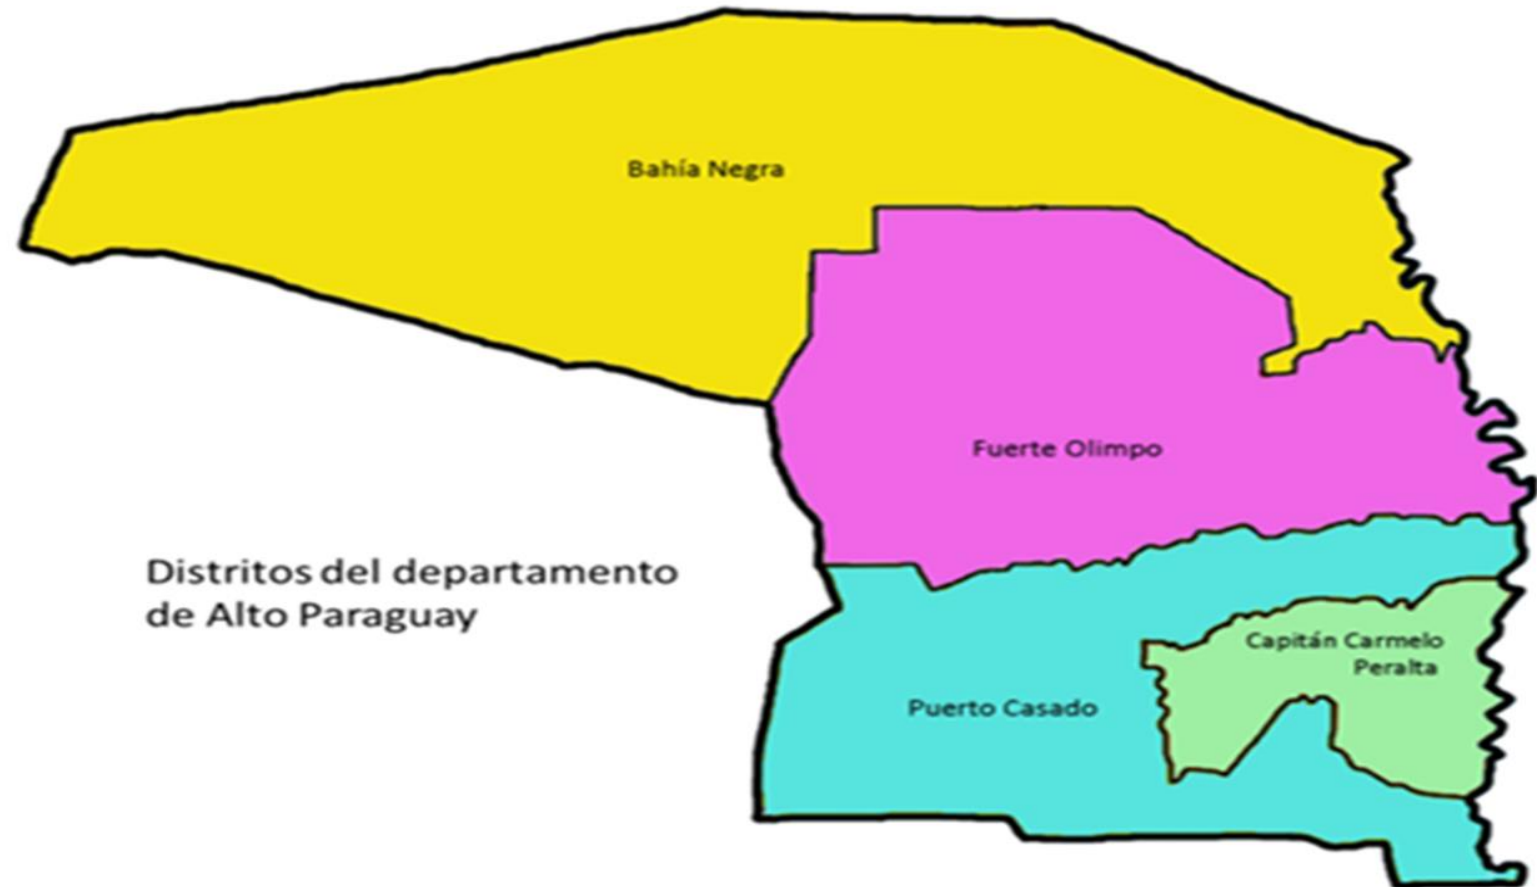 Bahía Negra
Fuerte Olimpo
Distritos del departamento
de Alto Paraguay
Capitán Carmelo
Peralta
Puerto Casado